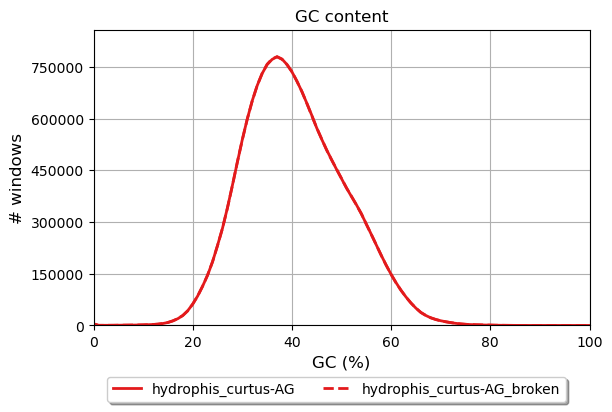 GC content
# windows
750000
600000
450000
300000
150000
0
0 20 40 60 80 100
GC (%)
hydrophis_curtus-AG hydrophis_curtus-AG_broken